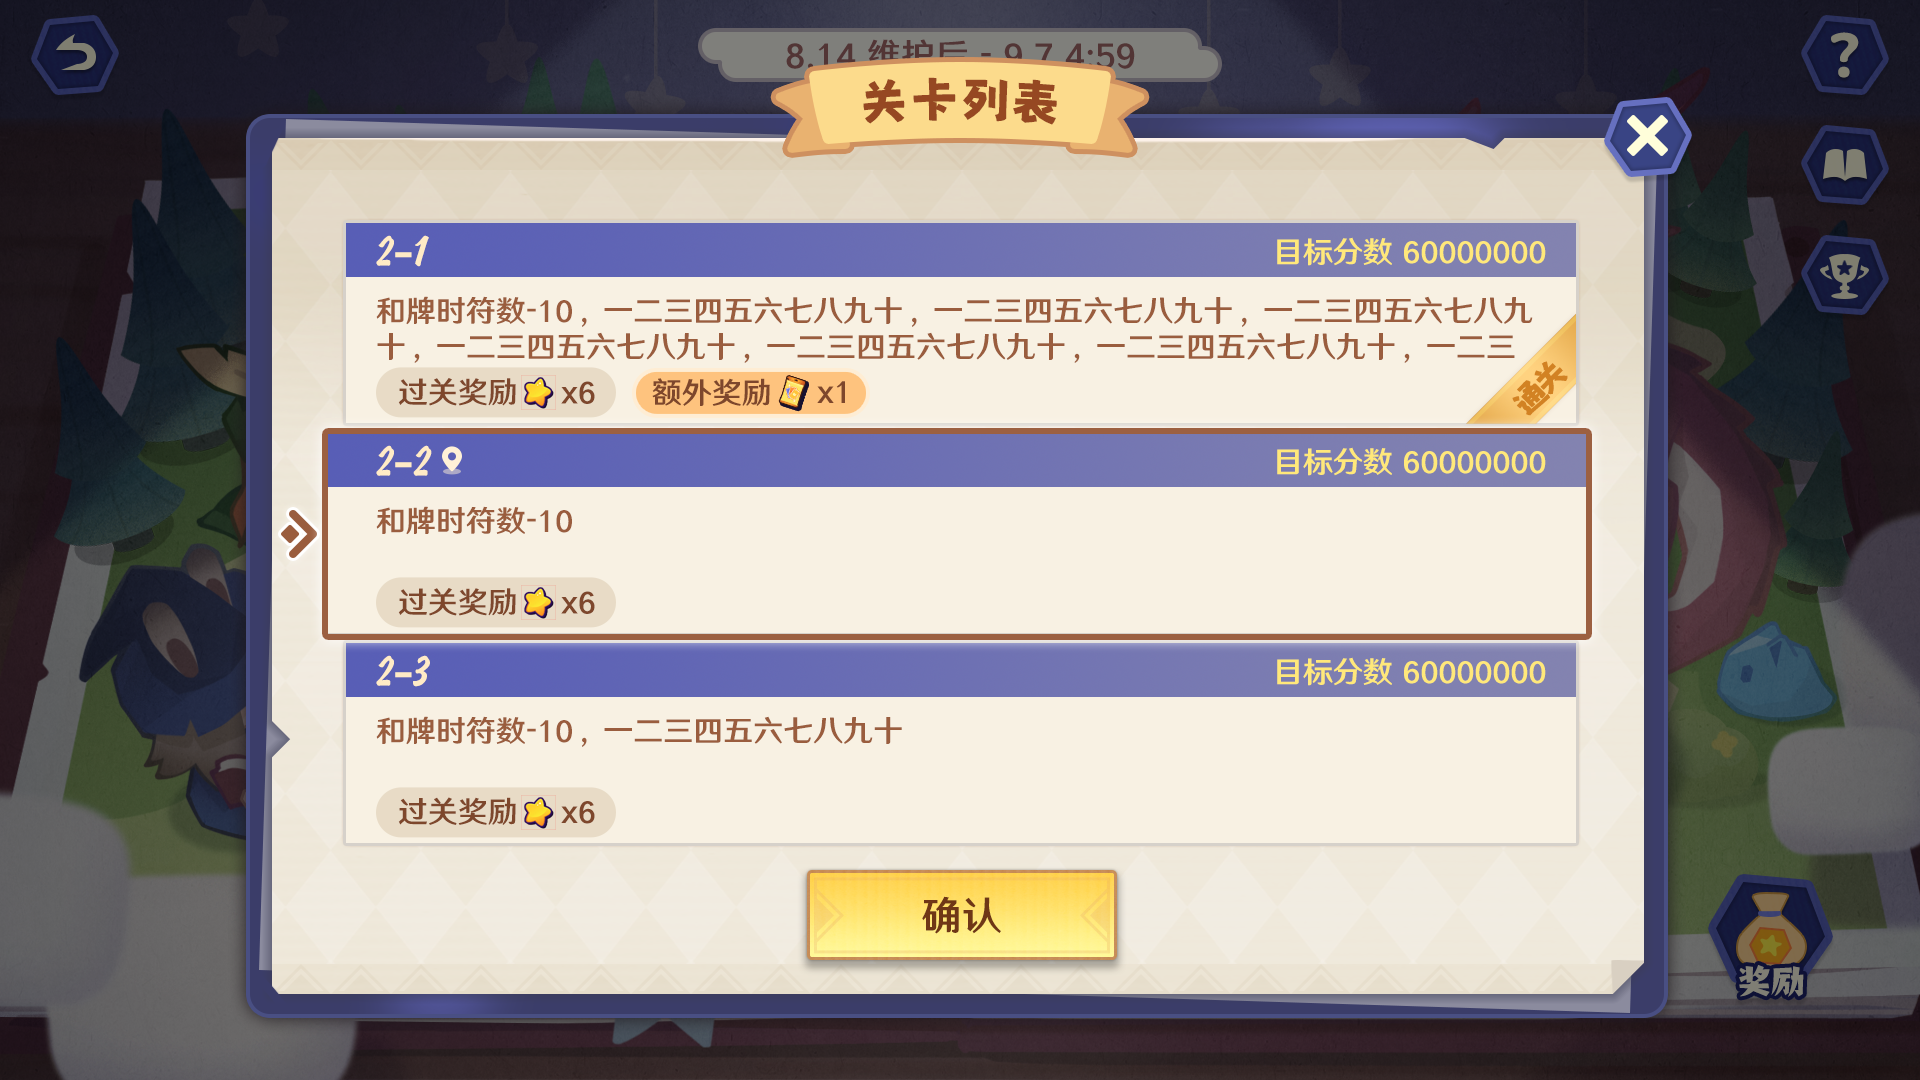 8.14 维护后 - 9.7 4:59
关卡列表
2-1
目标分数 60000000
和牌时符数-10，一二三四五六七八九十，一二三四五六七八九十，一二三四五六七八九
十，一二三四五六七八九十，一二三四五六七八九十，一二三四五六七八九十，一二三
过关奖励 x6
额外奖励 x1
通关
2-2
目标分数 60000000
和牌时符数-10
过关奖励 x6
2-3
目标分数 60000000
和牌时符数-10，一二三四五六七八九十
过关奖励 x6
确认
奖励